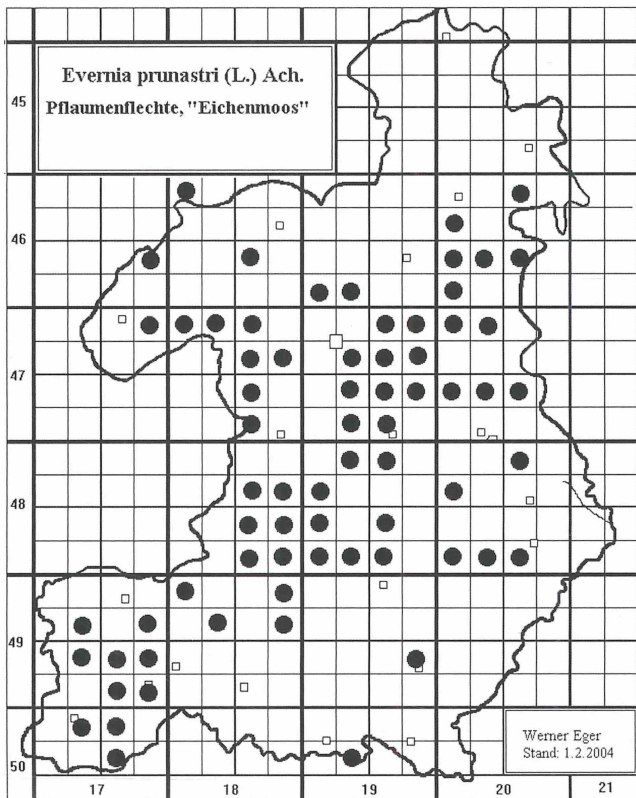 Evernia prunastri (L.) Ach.
Pflaumenflechte, "Eichenmoos"
45
46
47
48
49
50
17
18
19
20
21
Werner Eger
Stand: 1.2.2004